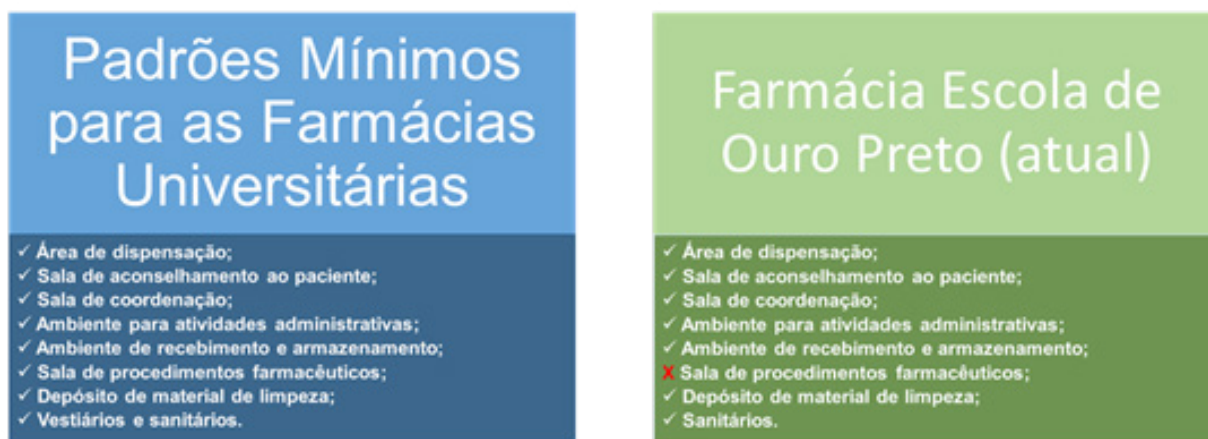 Padrões Mínimos
para as Farmácias
Universitárias
✓ Área de dispensação;
✓ Sala de aconselhamento ao paciente;
✓ Sala de coordenação;
✓ Ambiente para atividades administrativas;
✓ Ambiente de recebimento e armazenamento;
✓ Sala de procedimentos farmacêuticos;
✓ Depósito de material de limpeza;
✓ Vestiários e sanitários.
Farmácia Escola de
Ouro Preto (atual)
✓ Área de dispensação;
✓ Sala de aconselhamento ao paciente;
✓ Sala de coordenação;
✓ Ambiente para atividades administrativas;
✓ Ambiente de recebimento e armazenamento;
X Sala de procedimentos farmacêuticos;
✓ Depósito de material de limpeza;
✓ Sanitários.